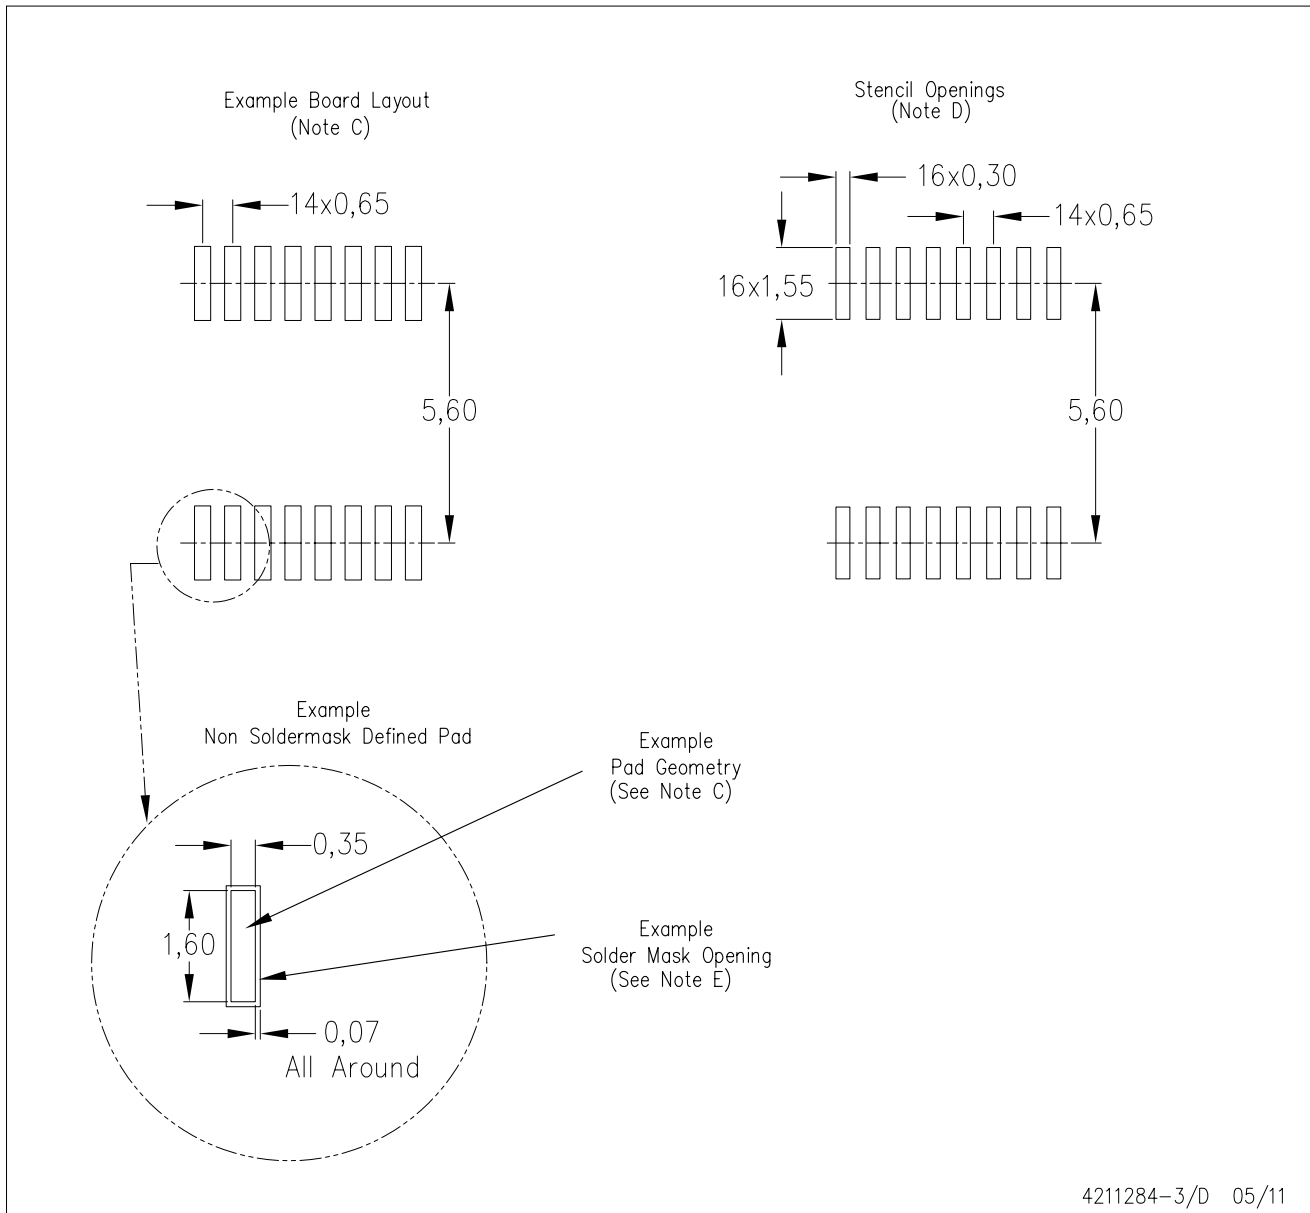 Example Board Layout
(Note C)
14x0,65
5,60
Stencil Openings
(Note D)
16x0,30
14x0,65
16x1,55
5,60
Example
Non Soldermask Defined Pad
0,35
1,60
0,07
All Around
Example
Pad Geometry
(See Note C)
Example
Solder Mask Opening
(See Note E)
4211284-3/D 05/11